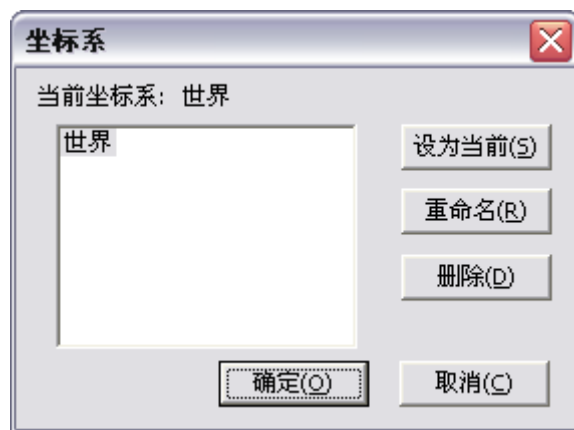 坐标系
当前坐标系: 世界
世界
设为当前(S)
重命名(R)
删除(D)
确定(O)
取消(C)